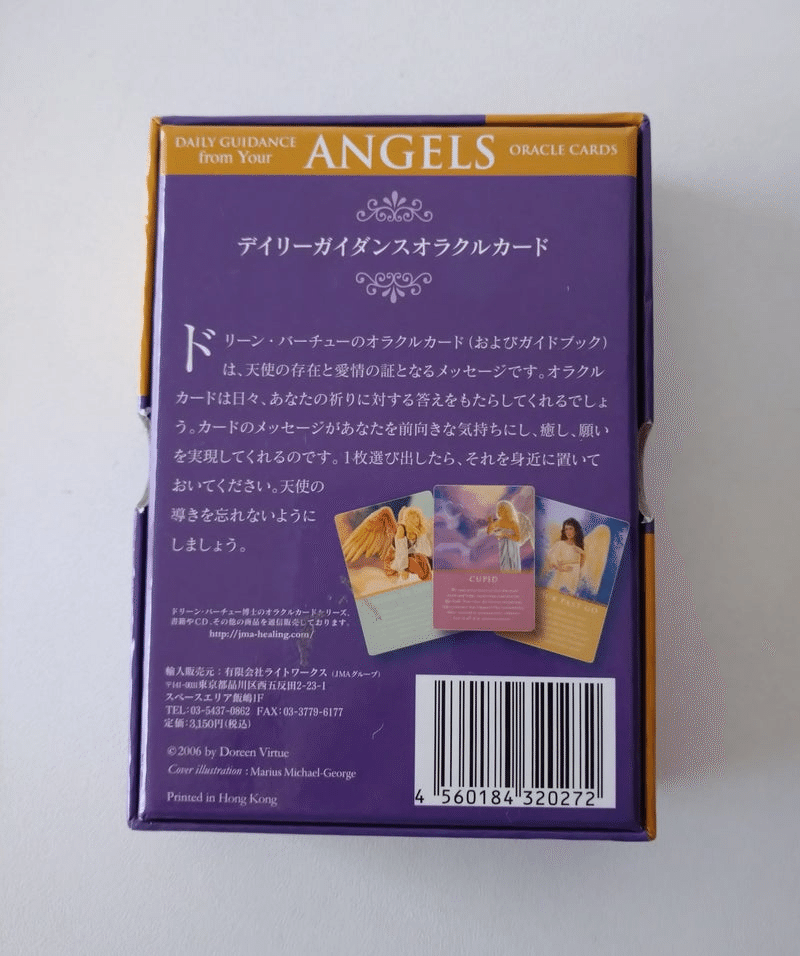 DAILY GUIDANCE
from Your
ANGELS
ORACLE CARDS
デイリーガイダンスオラクルカード
ドリーン・バーチューのオラクルカード（およびガイドブック）
は、天使の存在と愛情の証となるメッセージです。オラクル
カードは日々、あなたの祈りに対する答えをもたらしてくれるでしょ
う。カードのメッセージがあなたを前向きな気持ちにし、癒し、願い
を実現してくれるのです。1枚選び出したら、それを身近に置いて
おいてください。天使の
導きを忘れないように
しましょう。
CUPID
ドリーン・バーチュー博士のオラクルカードシリーズ、
書籍やCD、その他の商品を通信販売しております。
http://jma-healing.com/
輸入販売元：有限会社ライトワークス（JMAグループ）
〒141-0031東京都品川区西五反田2-23-1
スペースエリア飯嶋1F
TEL:03-5437-0862 FAX:03-3779-6177
定価:3,150円(税込)
©2006 by Doreen Virtue
Cover illustration : Marius Michael-George
Printed in Hong Kong
4 560184 320272